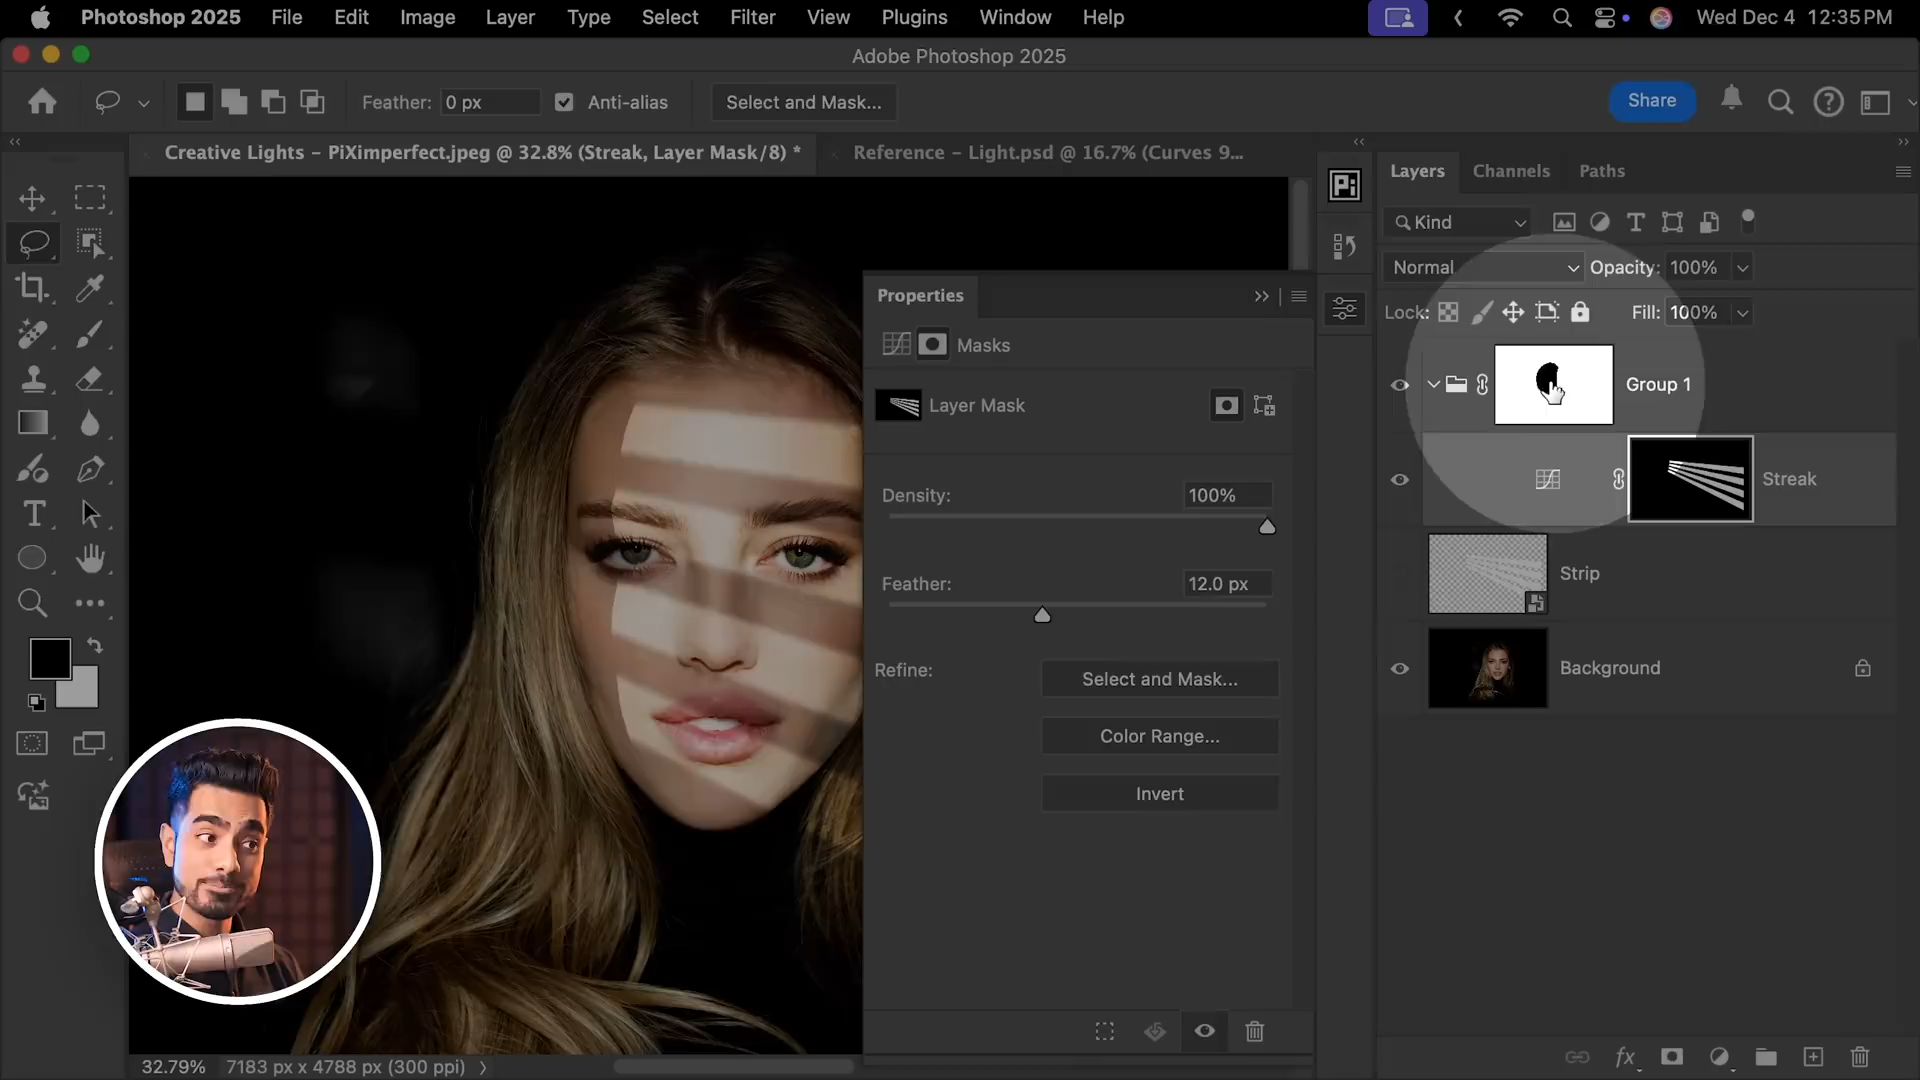 Photoshop 2025 File Edit Image Layer Type Select Filter View Plugins Window Help Wed Dec 4 12:35 PM
Adobe Photoshop 2025
Feather: 0 px Anti-alias Select and Mask... Share
Creative Lights – PiXimperfect.jpeg @ 32.8% (Streak, Layer Mask/8) * Reference – Light.psd @ 16.7% (Curves 9...
Pi
Layers Channels Paths
Kind
Normal Opacity: 100%
Lock: Fill: 100%
Properties
Masks
Layer Mask
Density: 100%
Feather: 12.0 px
Refine: Select and Mask...
Color Range...
Invert
Group 1
Streak
Strip
Background
fx
32.79% 7183 px x 4788 px (300 ppi)